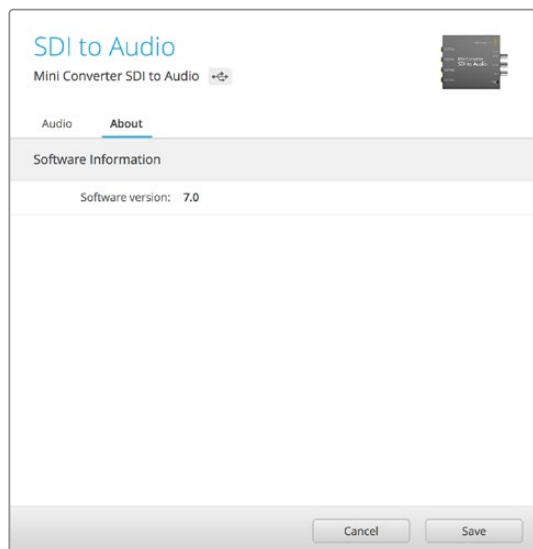 SDI to Audio
Mini Converter SDI to Audio
Audio About
Software Information
Software version: 7.0
Cancel Save